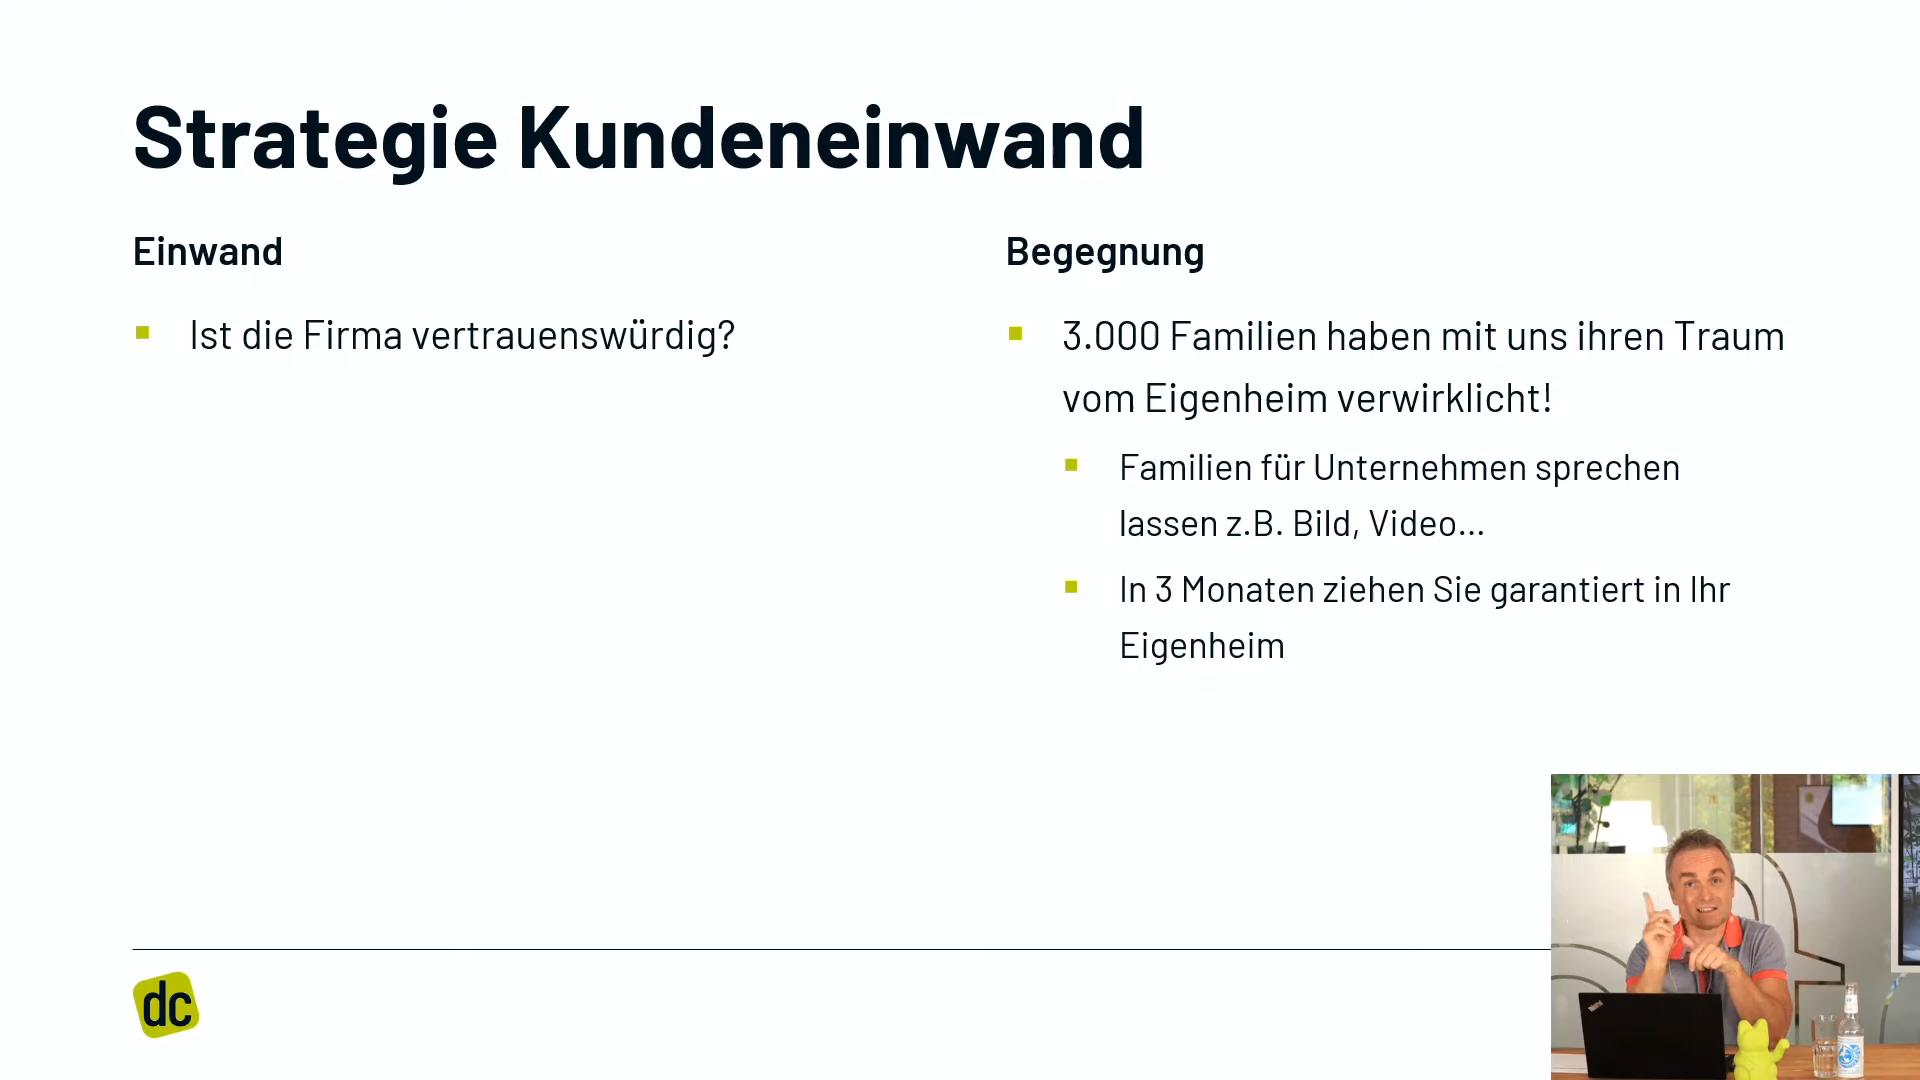 Strategie Kundeneinwand
Einwand
Ist die Firma vertrauenswürdig?
Begegnung
3.000 Familien haben mit uns ihren Traum
vom Eigenheim verwirklicht!
Familien für Unternehmen sprechen
lassen z.B. Bild, Video...
In 3 Monaten ziehen Sie garantiert in Ihr
Eigenheim
dc